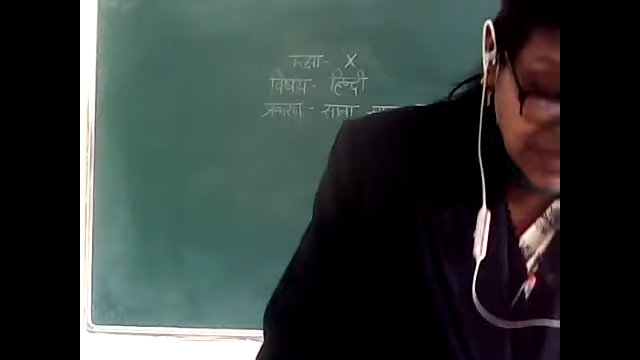 कक्षा - X
विषय - हिन्दी
प्रकरण - साना